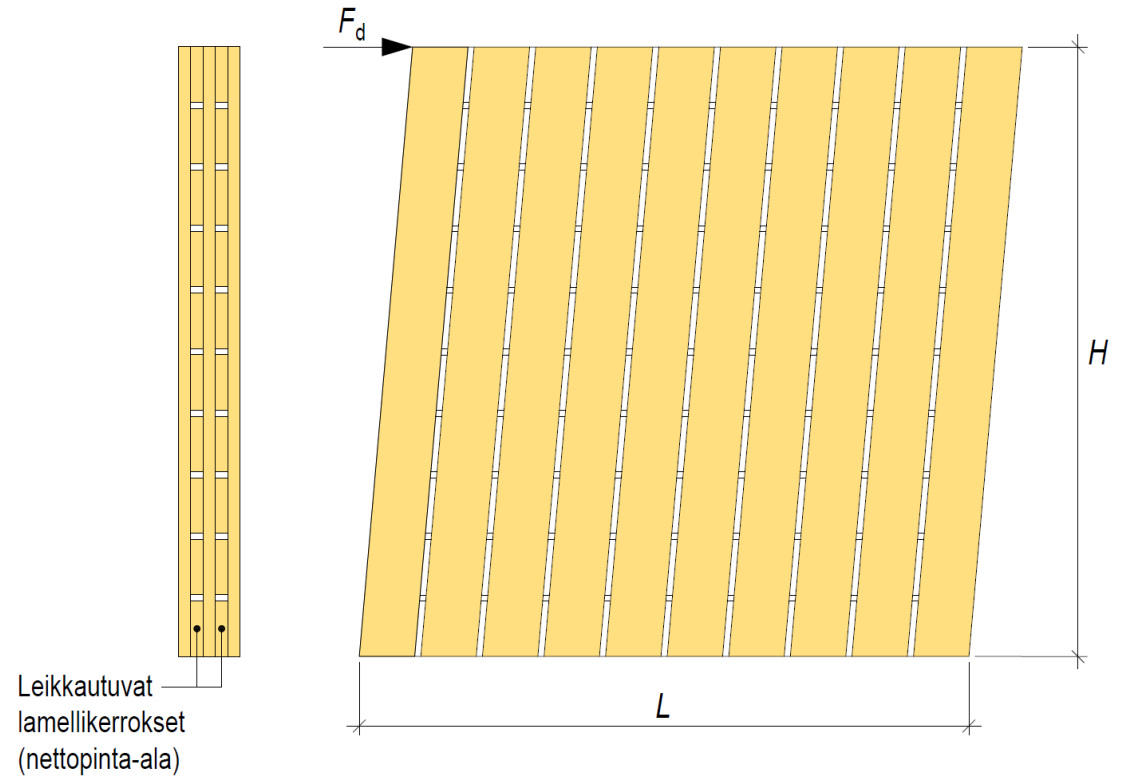 Fd
H
L
Leikkautuvat
lamellikerrokset
(nettopinta-ala)